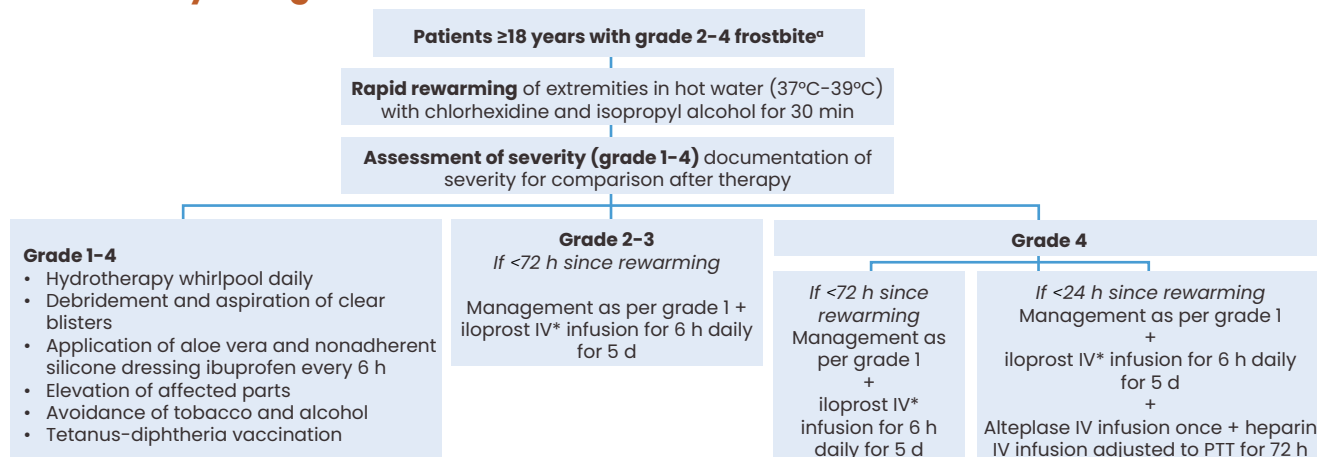 Patients ≥18 years with grade 2-4 frostbiteᵃ
Rapid rewarming of extremities in hot water (37°C-39°C)
with chlorhexidine and isopropyl alcohol for 30 min
Assessment of severity (grade 1-4) documentation of
severity for comparison after therapy
Grade 1-4
• Hydrotherapy whirlpool daily
• Debridement and aspiration of clear
blisters
• Application of aloe vera and nonadherent
silicone dressing ibuprofen every 6 h
• Elevation of affected parts
• Avoidance of tobacco and alcohol
• Tetanus-diphtheria vaccination
Grade 2-3
If <72 h since rewarming
Management as per grade 1 +
iloprost IV* infusion for 6 h daily
for 5 d
Grade 4
If <72 h since
rewarming
Management as
per grade 1
+
iloprost IV*
infusion for 6 h
daily for 5 d
If <24 h since rewarming
Management as per grade 1
+
iloprost IV* infusion for 6 h daily
for 5 d
+
Alteplase IV infusion once + heparin
IV infusion adjusted to PTT for 72 h